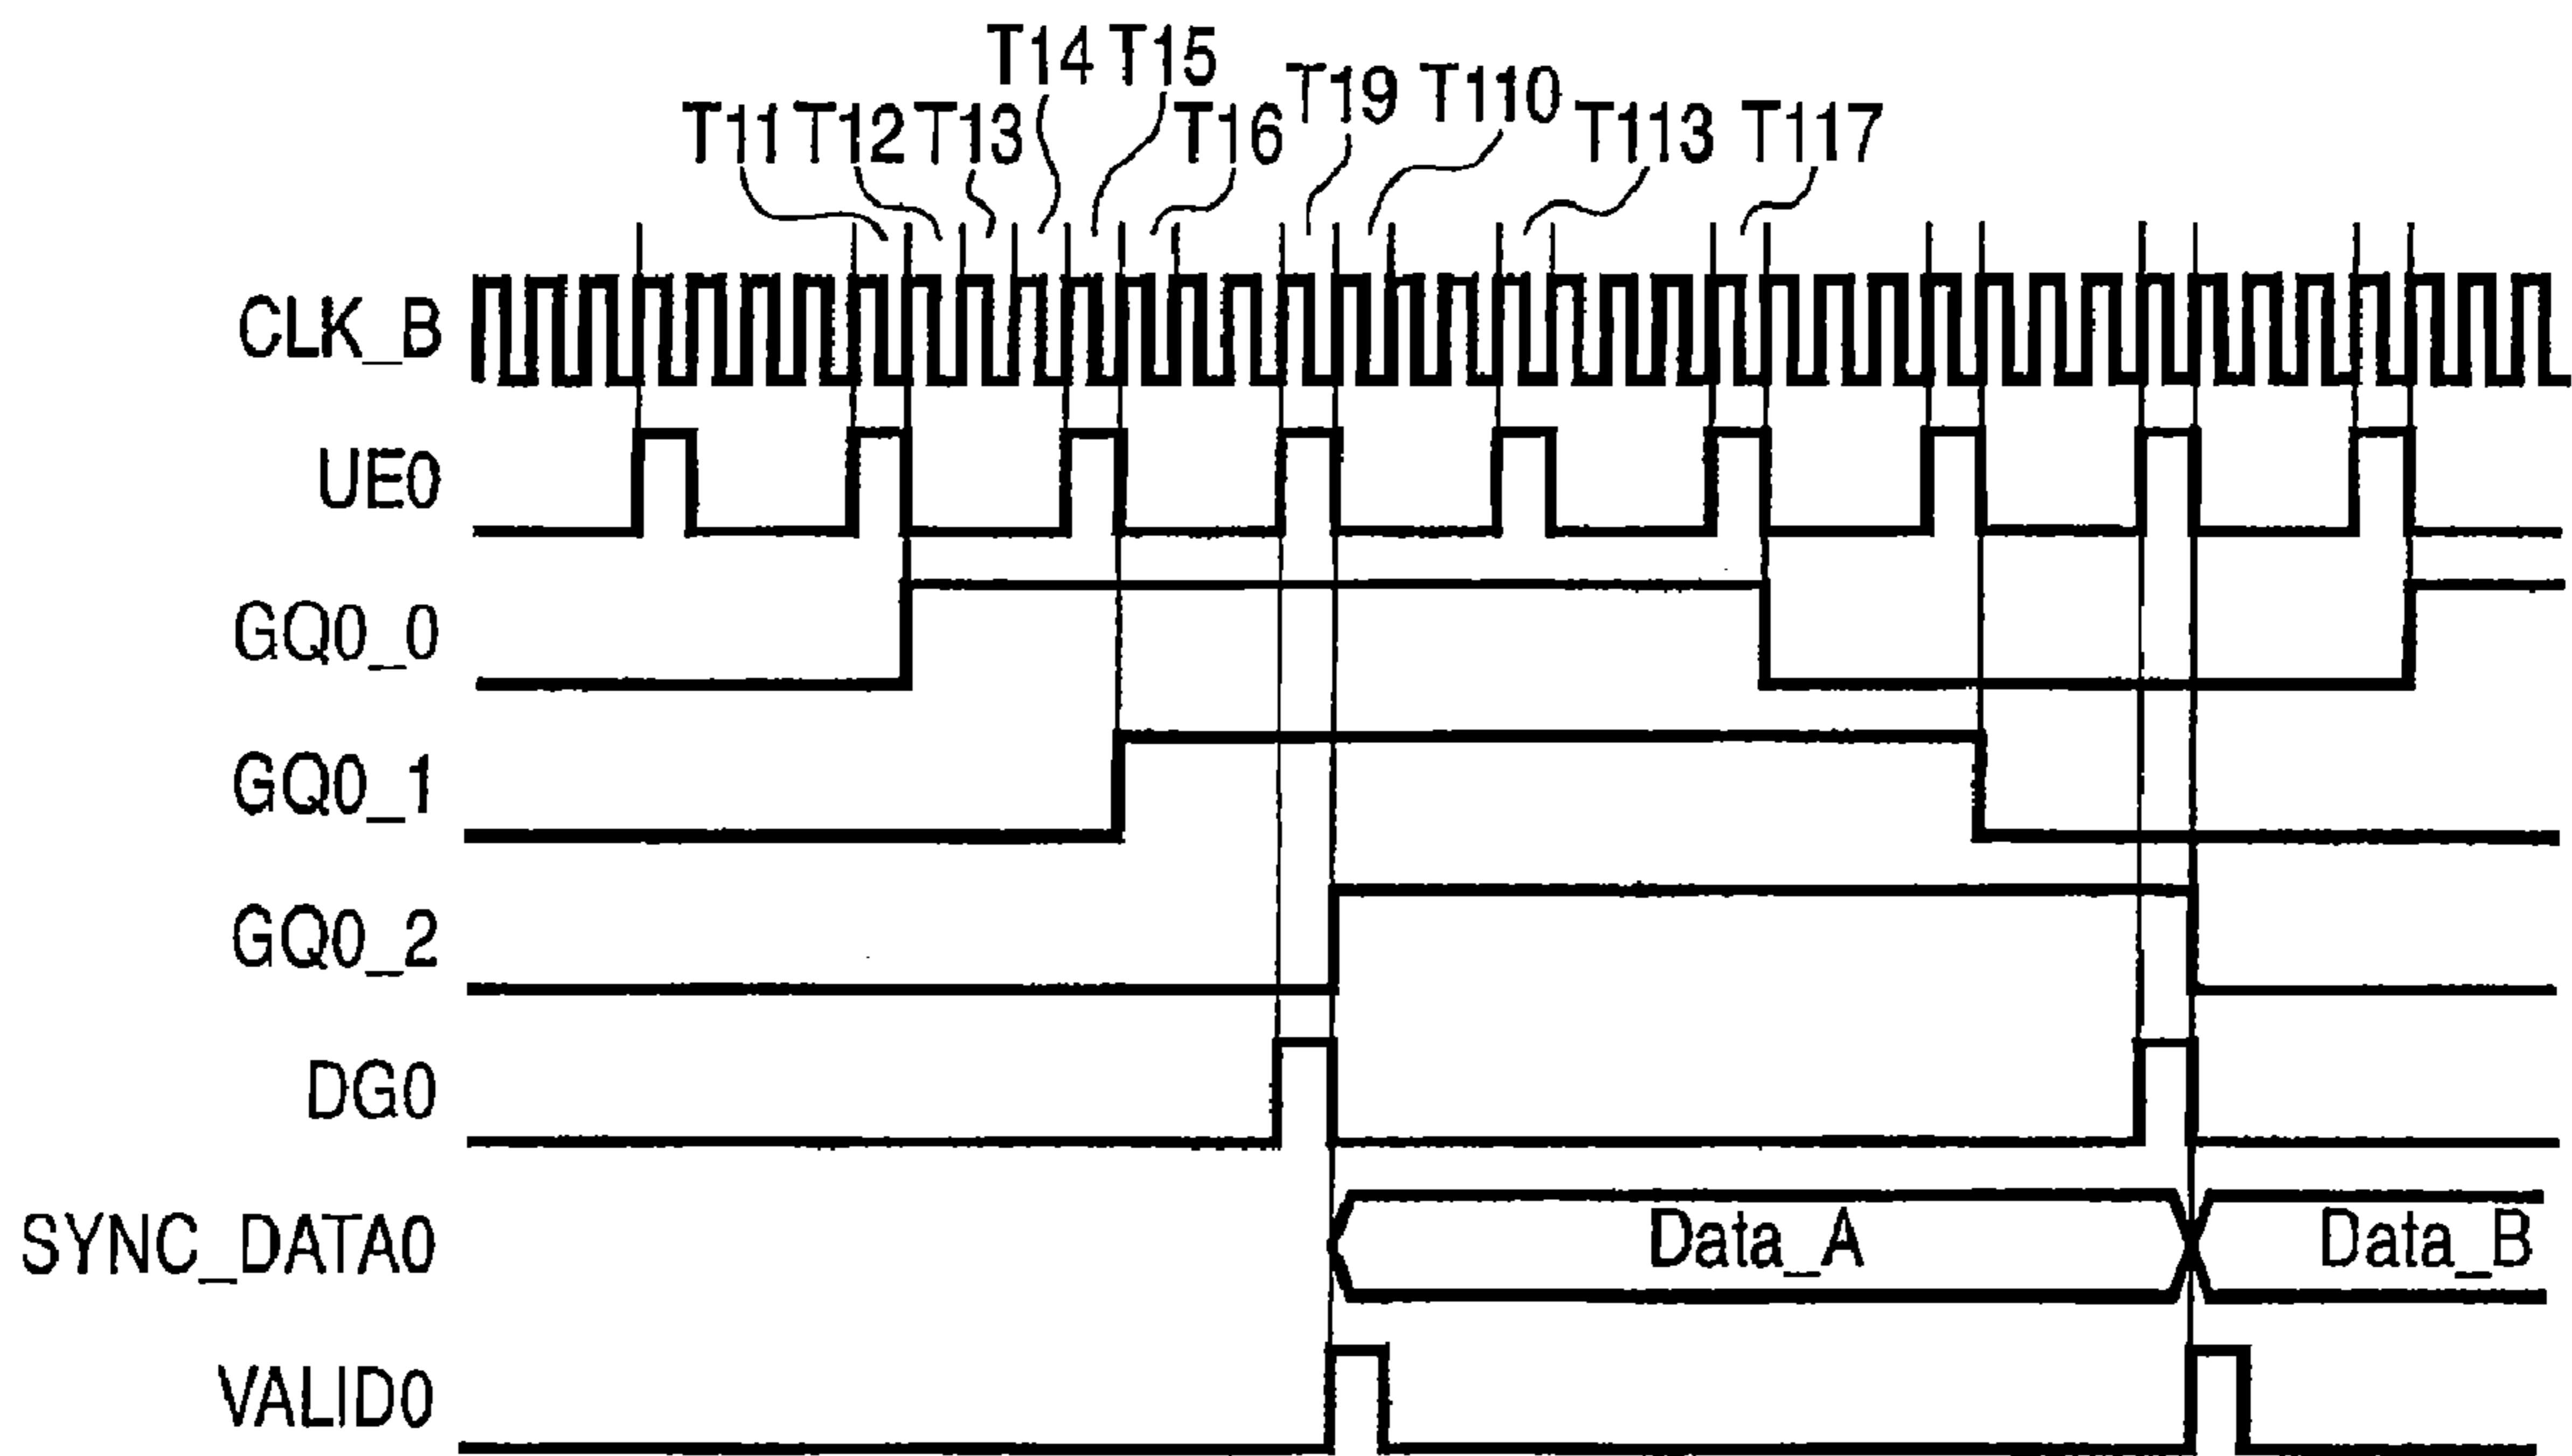 T14 T15
T19 T110
T11 T12 T13 T16 T113 T117
CLK_B
UE0
GQ0_0
GQ0_1
GQ0_2
DG0
SYNC_DATA0 Data_A Data_B
VALID0